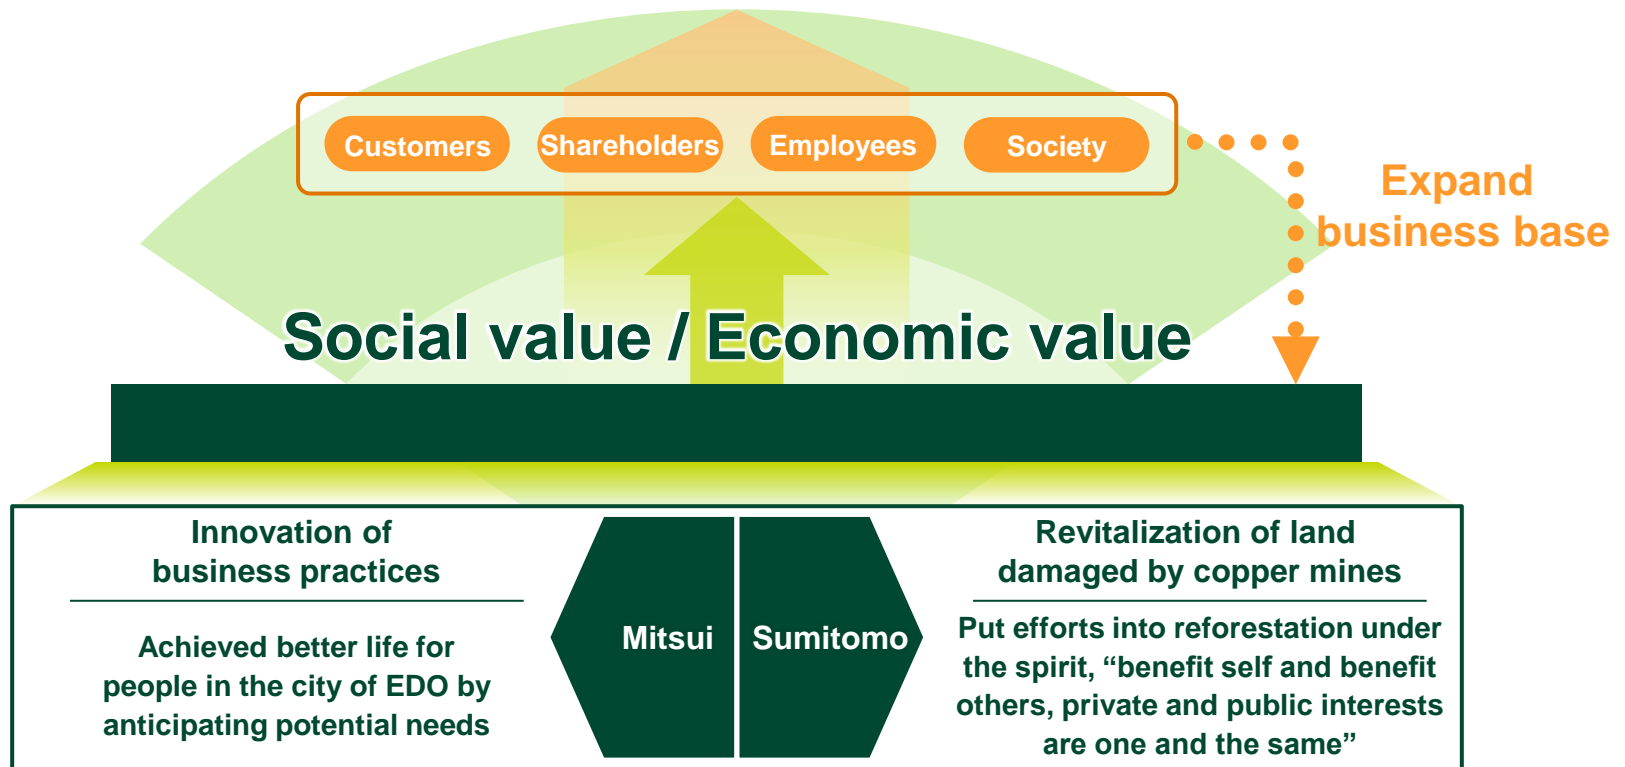 Customers
Shareholders
Employees
Society
Expand
business base
Social value / Economic value
Innovation of
business practices
Achieved better life for
people in the city of EDO by
anticipating potential needs
Mitsui
Sumitomo
Revitalization of land
damaged by copper mines
Put efforts into reforestation under
the spirit, “benefit self and benefit
others, private and public interests
are one and the same”